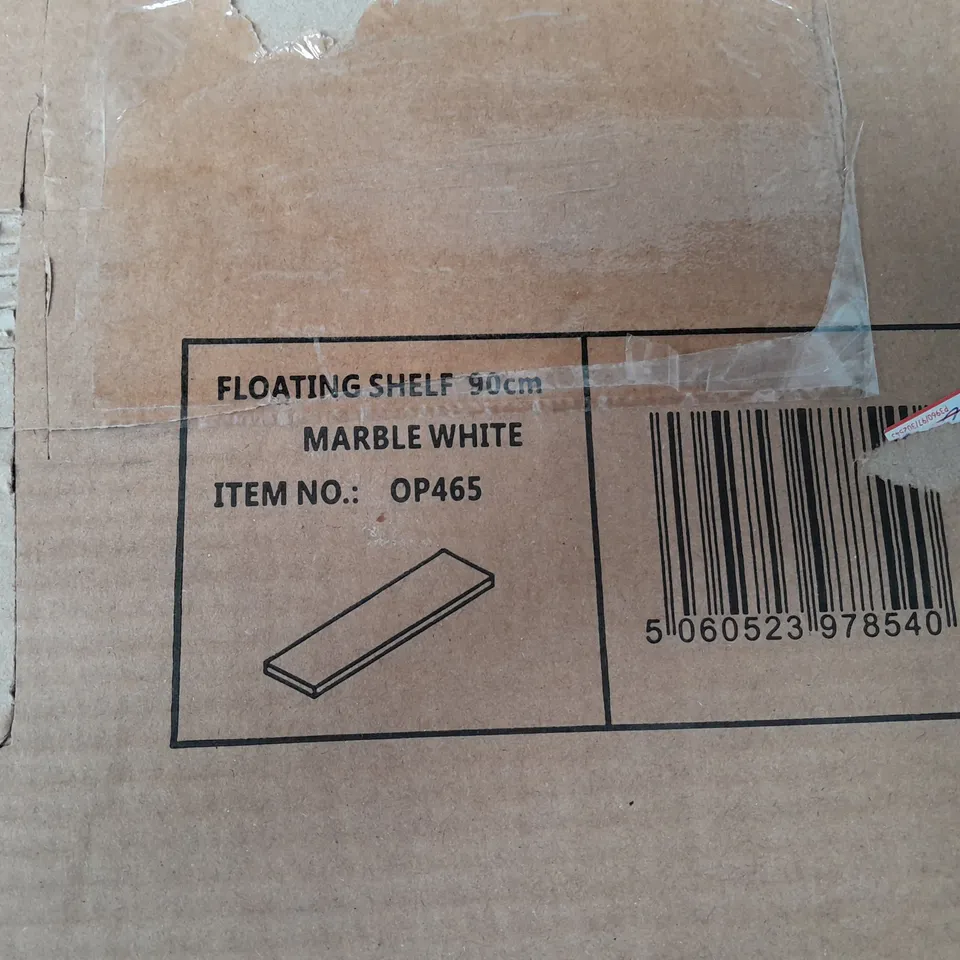 FLOATING SHELF 90cm
MARBLE WHITE
ITEM NO.: OP465
5 060523 978540